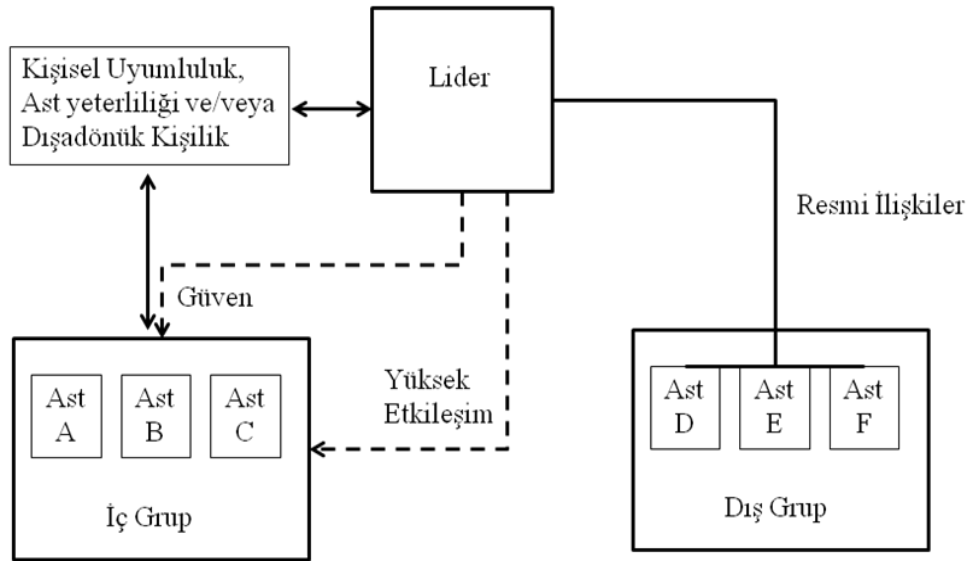 Kişisel Uyumluluk,
Ast yeterliliği ve/veya
Dışadönük Kişilik
Lider
Resmi İlişkiler
Güven
Yüksek
Etkileşim
Ast
A
Ast
B
Ast
C
İç Grup
Ast
D
Ast
E
Ast
F
Dış Grup